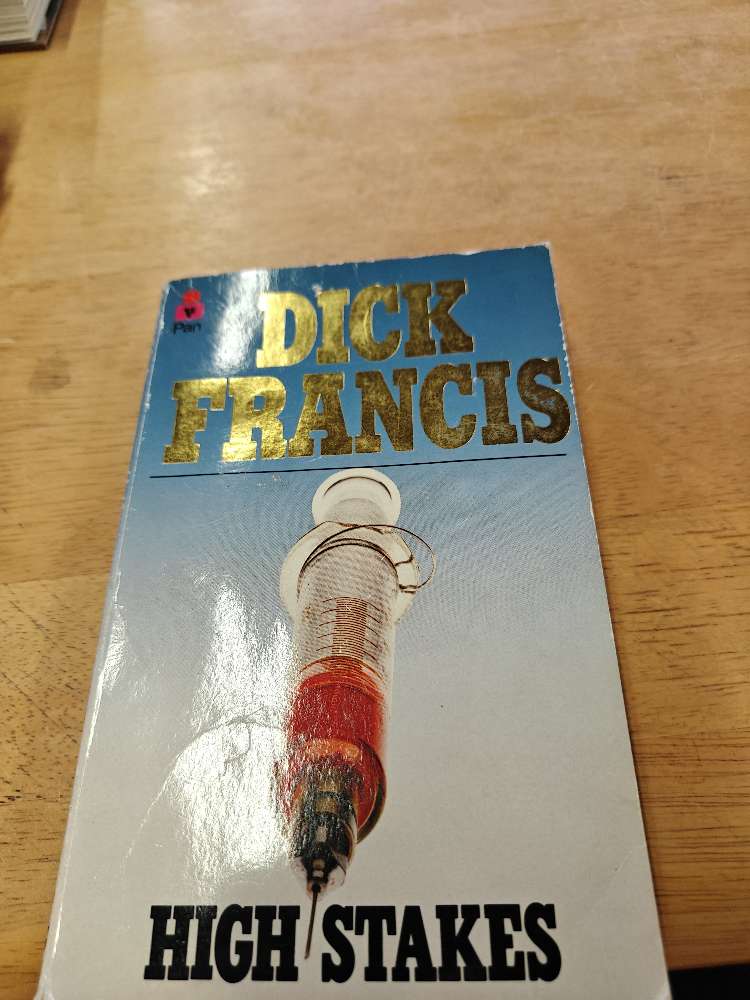 Pan
DICK
FRANCIS
HIGH STAKES